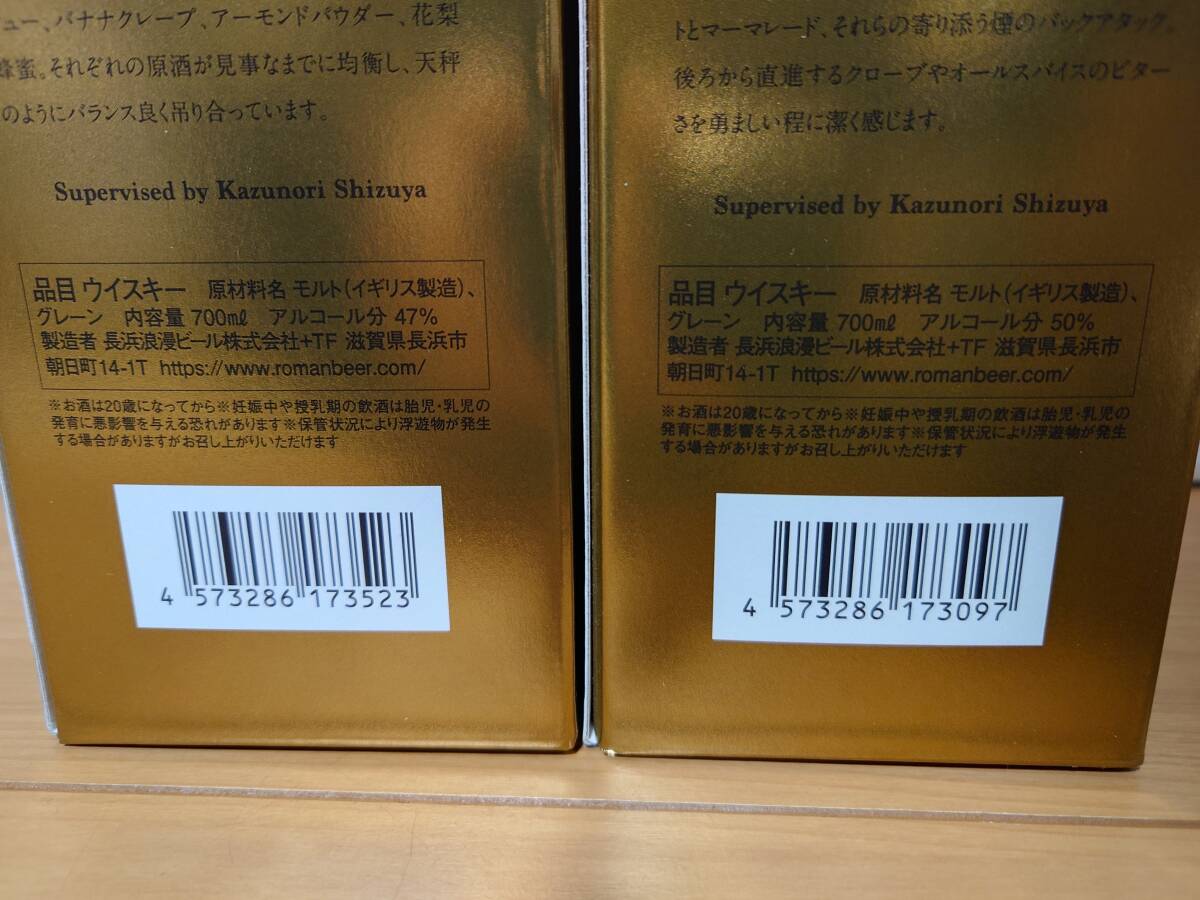 ュー、バナナクレープ、アーモンドパウダー、花梨
蜂蜜。それぞれの原酒が見事なまでに均衡し、天秤
のようにバランス良く吊り合っています。
Supervised by Kazunori Shizuya
品目 ウイスキー 原材料名 モルト(イギリス製造)、
グレーン 内容量 700mℓ アルコール分 47%
製造者 長浜浪漫ビール株式会社+TF 滋賀県長浜市
朝日町14-1T https://www.romanbeer.com/
※お酒は20歳になってから※妊娠中や授乳期の飲酒は胎児・乳児の
発育に悪影響を与える恐れがあります※保管状況により浮遊物が発生
する場合がありますがお召し上がりいただけます
4 573286 173523
トとマーマレード、それらの寄り添う煙のバックアタック。
後ろから直進するクローブやオールスパイスのビター
さを勇ましい程に潔く感じます。
Supervised by Kazunori Shizuya
品目 ウイスキー 原材料名 モルト(イギリス製造)、
グレーン 内容量 700mℓ アルコール分 50%
製造者 長浜浪漫ビール株式会社+TF 滋賀県長浜市
朝日町14-1T https://www.romanbeer.com/
※お酒は20歳になってから※妊娠中や授乳期の飲酒は胎児・乳児の
発育に悪影響を与える恐れがあります※保管状況により浮遊物が発生
する場合がありますがお召し上がりいただけます
4 573286 173097